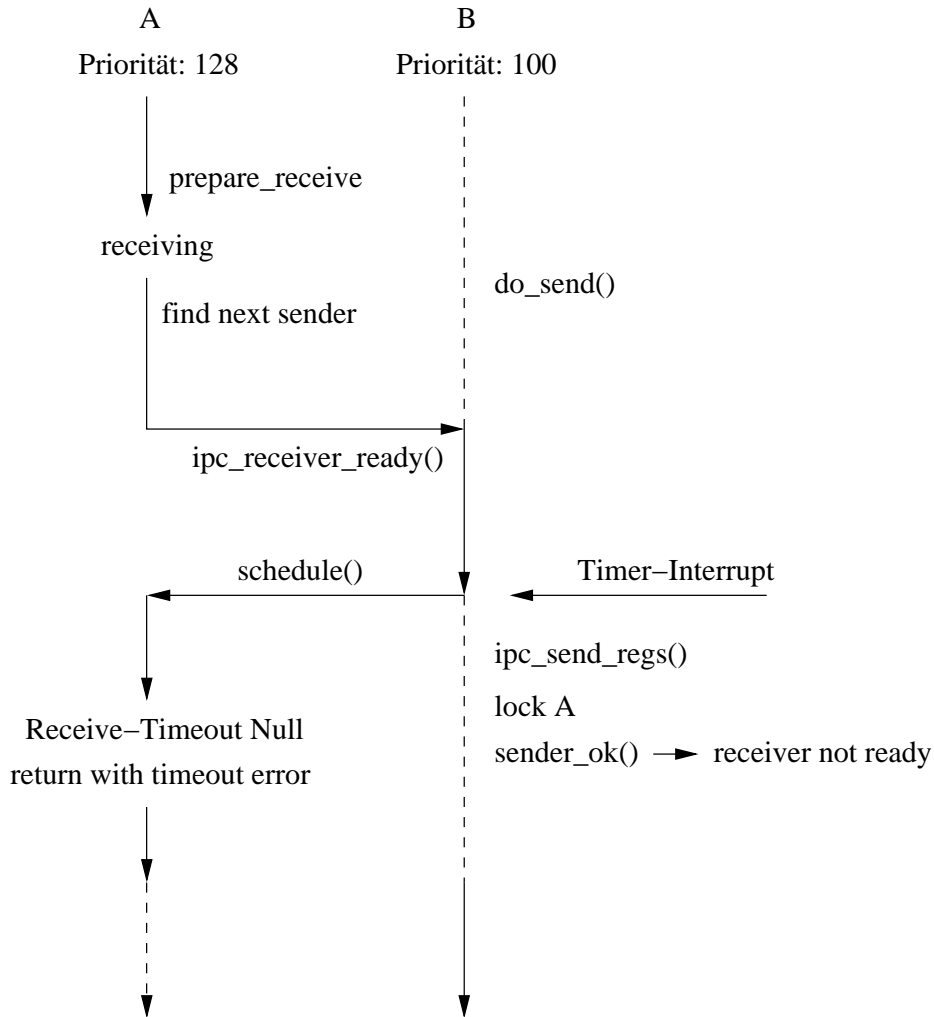 A
B
Priorität: 128
Priorität: 100
prepare_receive
receiving
do_send()
find next sender
ipc_receiver_ready()
schedule()
Timer−Interrupt
ipc_send_regs()
lock A
Receive−Timeout Null
sender_ok()
receiver not ready
return with timeout error